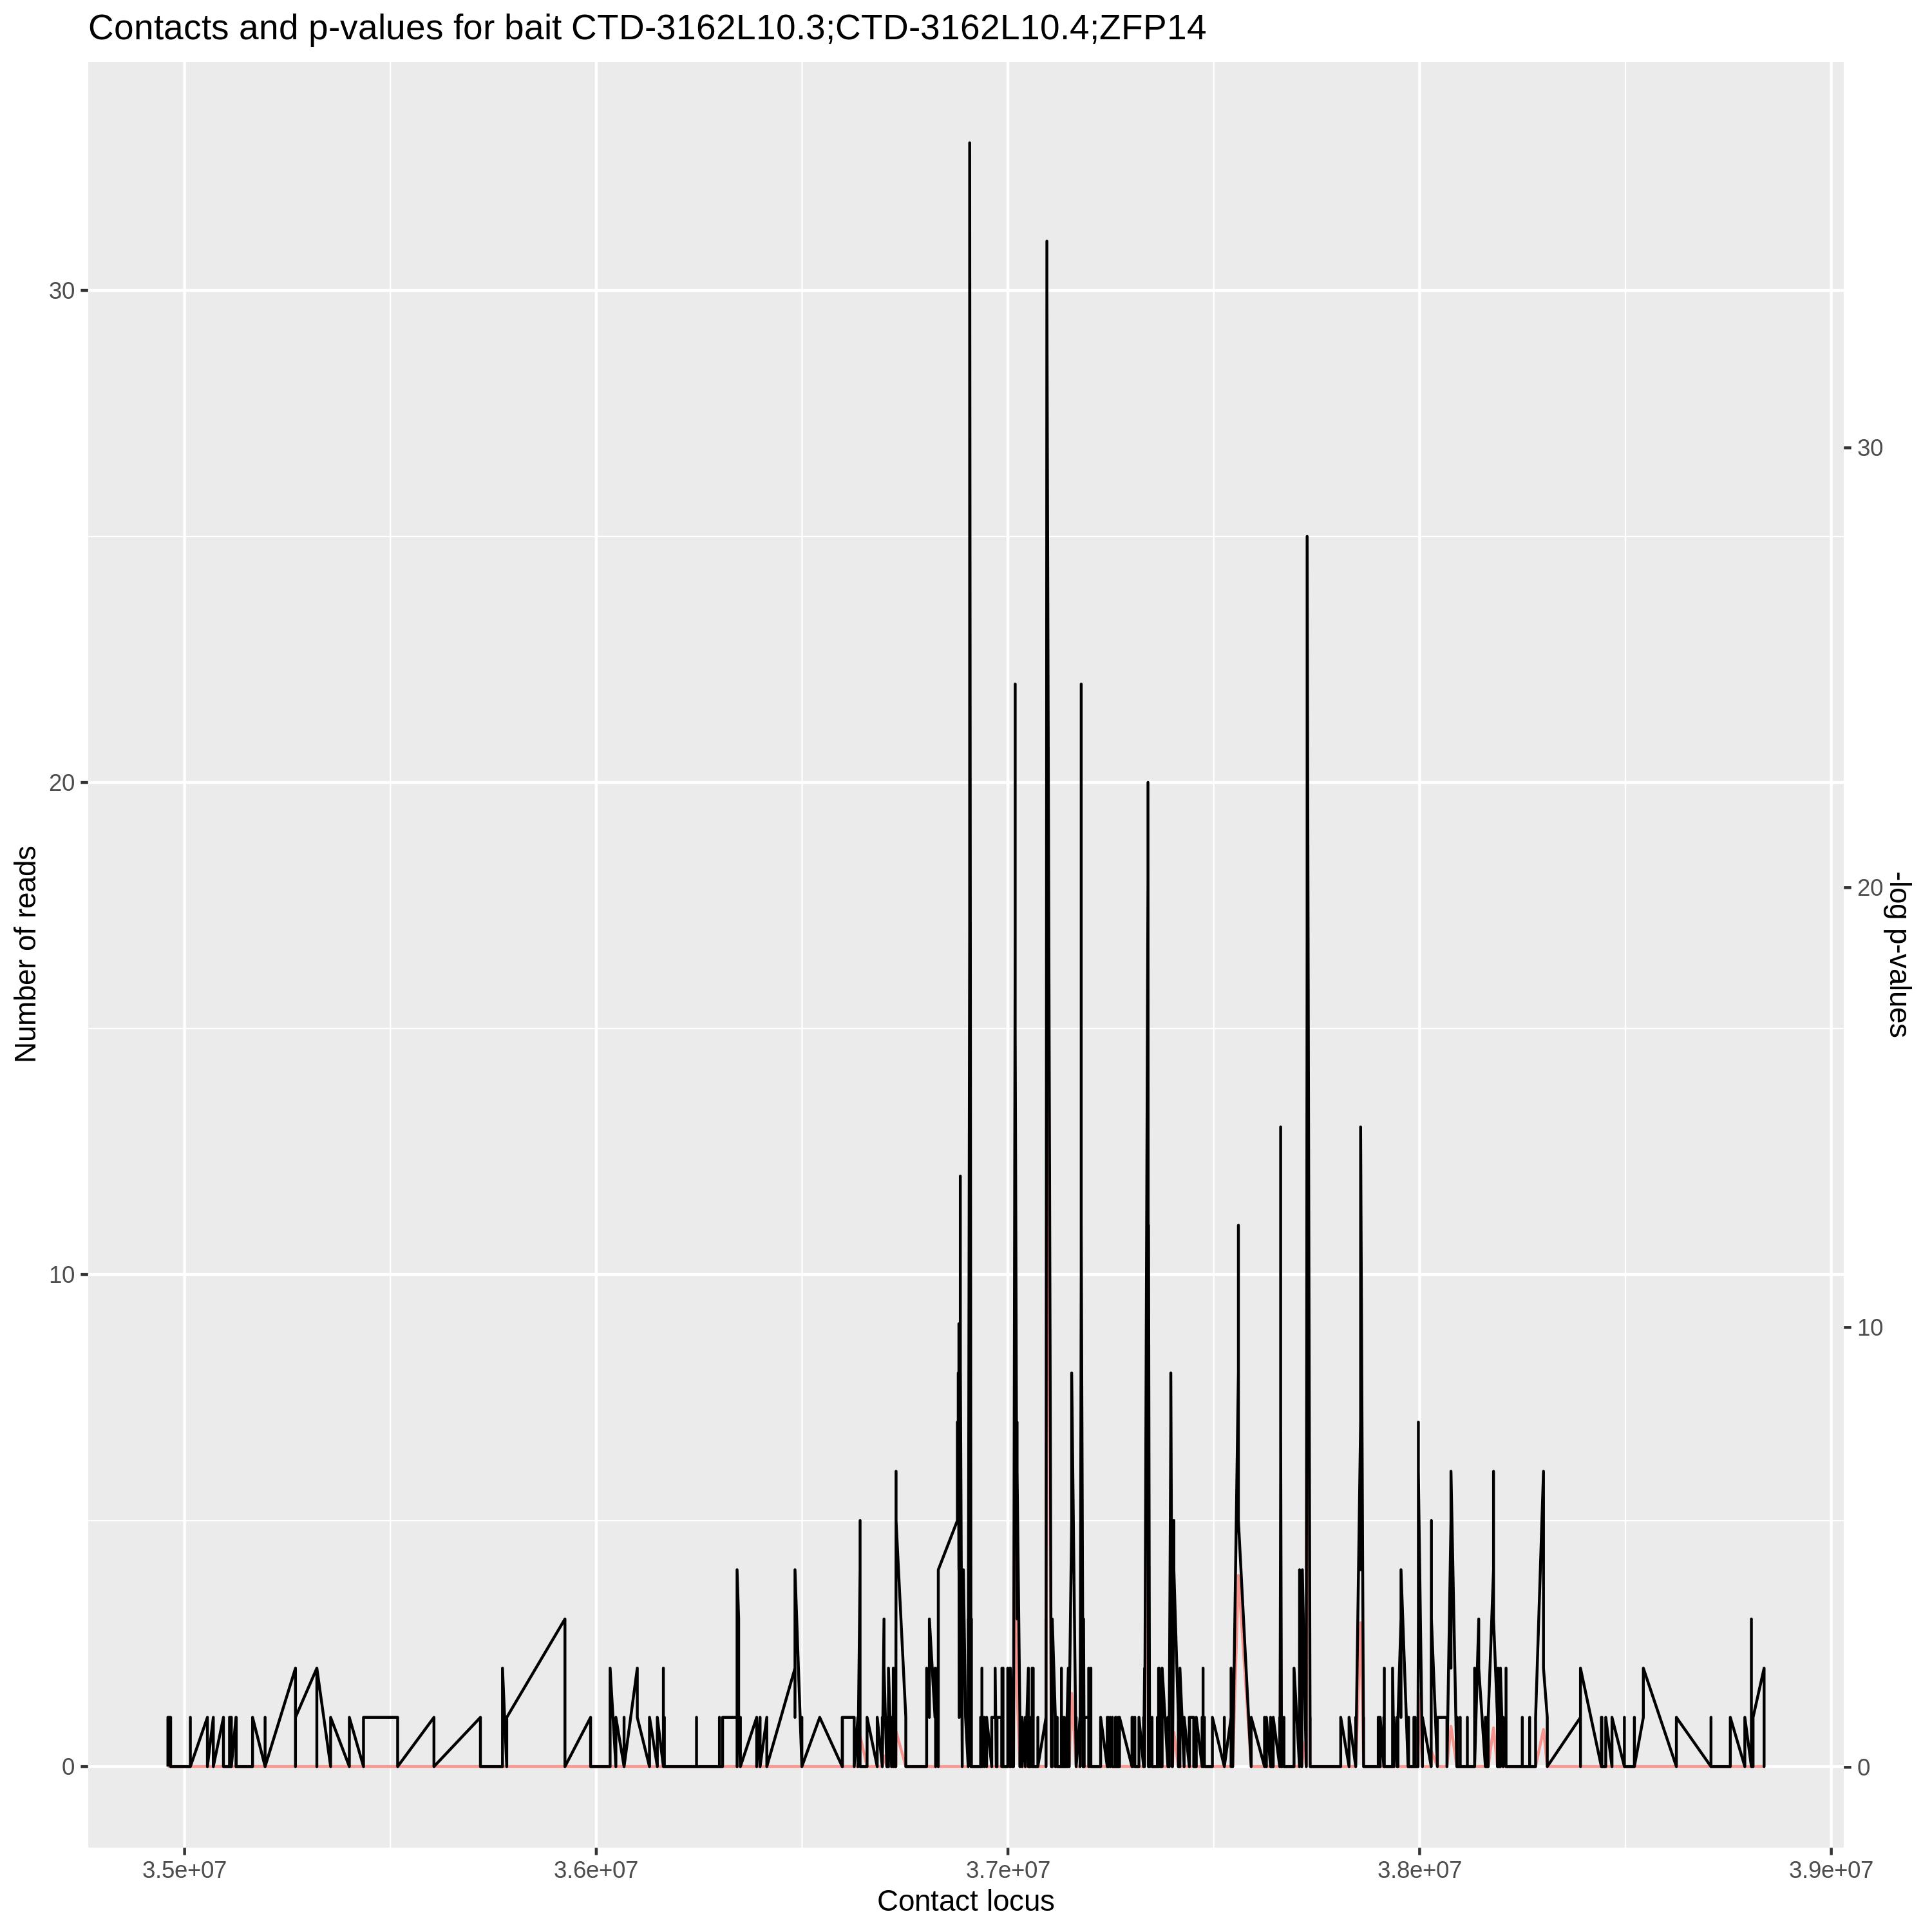 Contacts and p-values for bait CTD-3162L10.3;CTD-3162L10.4;ZFP14
30
20
10
0
Number of reads
30
20
10
0
-log p-values
3.5e+07
3.6e+07
3.7e+07
3.8e+07
3.9e+07
Contact locus